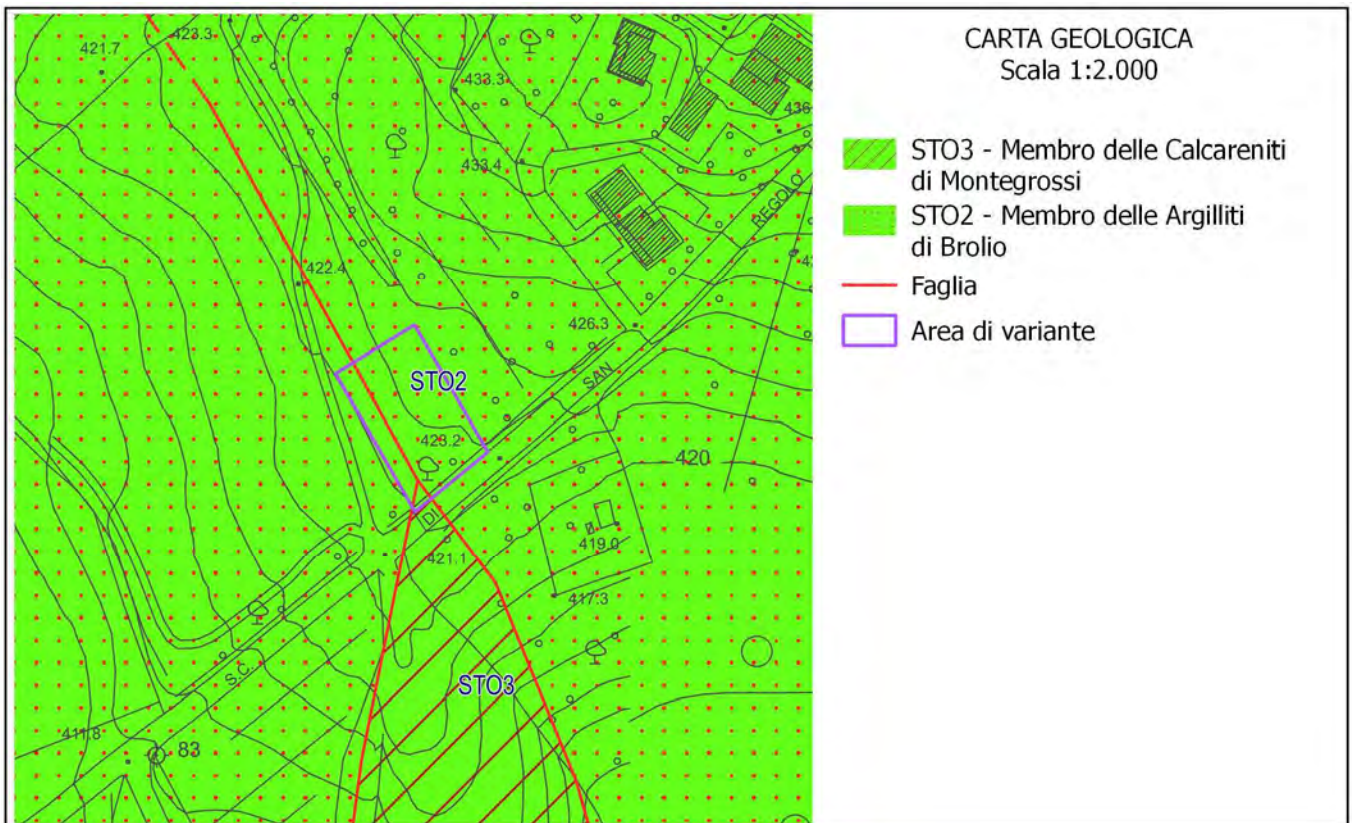 CARTA GEOLOGICA
Scala 1:2.000
STO3 - Membro delle Calcareniti
di Montegrossi
STO2 - Membro delle Argilliti
di Brolio
Faglia
Area di variante
421.7
423.3
433.3
436
433.4
REGOLO
422.4
426.3
SAN
STO2
423.2
420
DI
419.0
421.1
417.3
S.C.
STO3
411.8
83